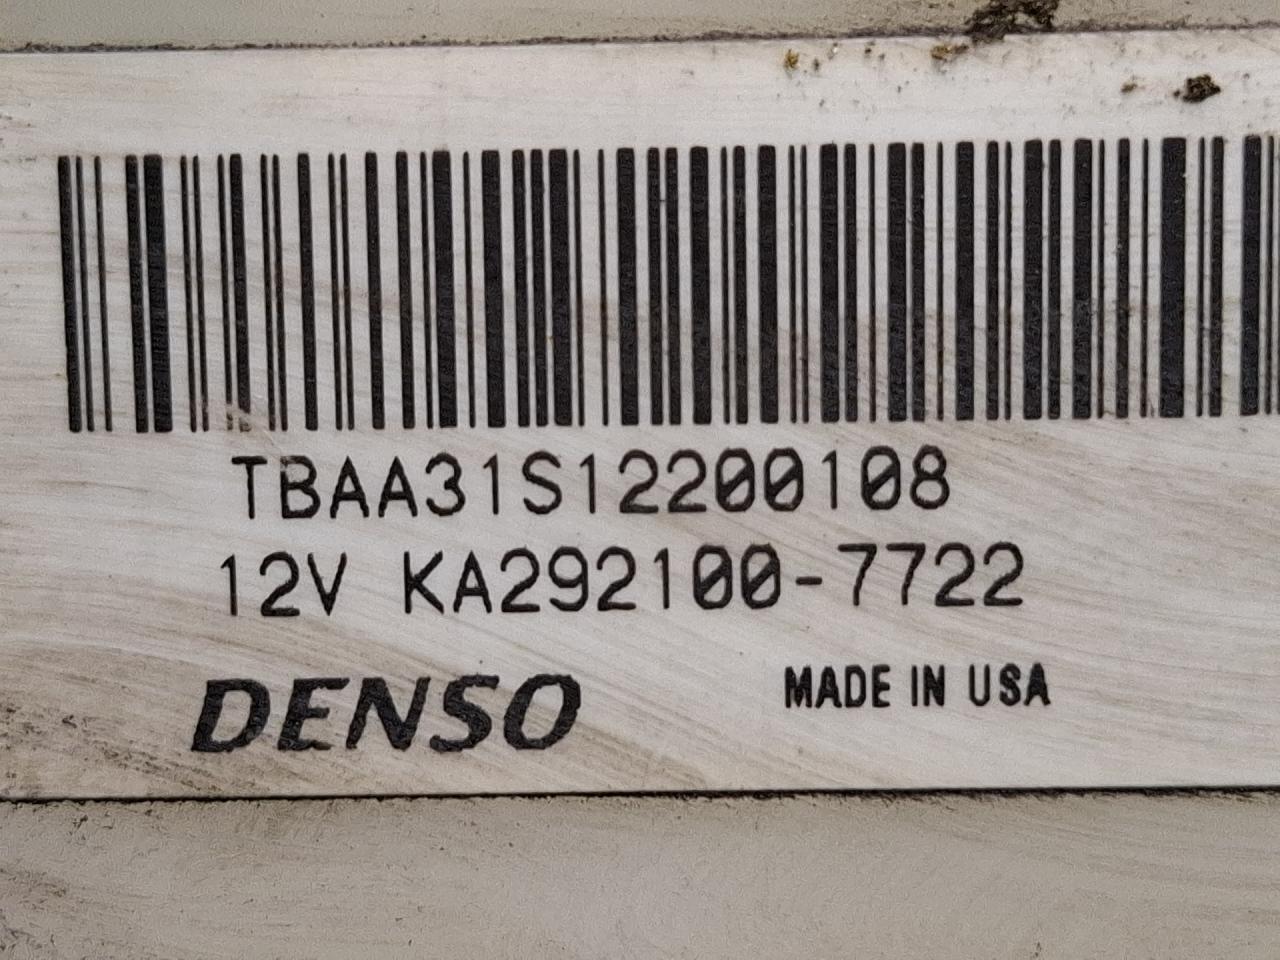 TBAA31S12200108
12V KA292100-7722
DENSO
MADE IN USA